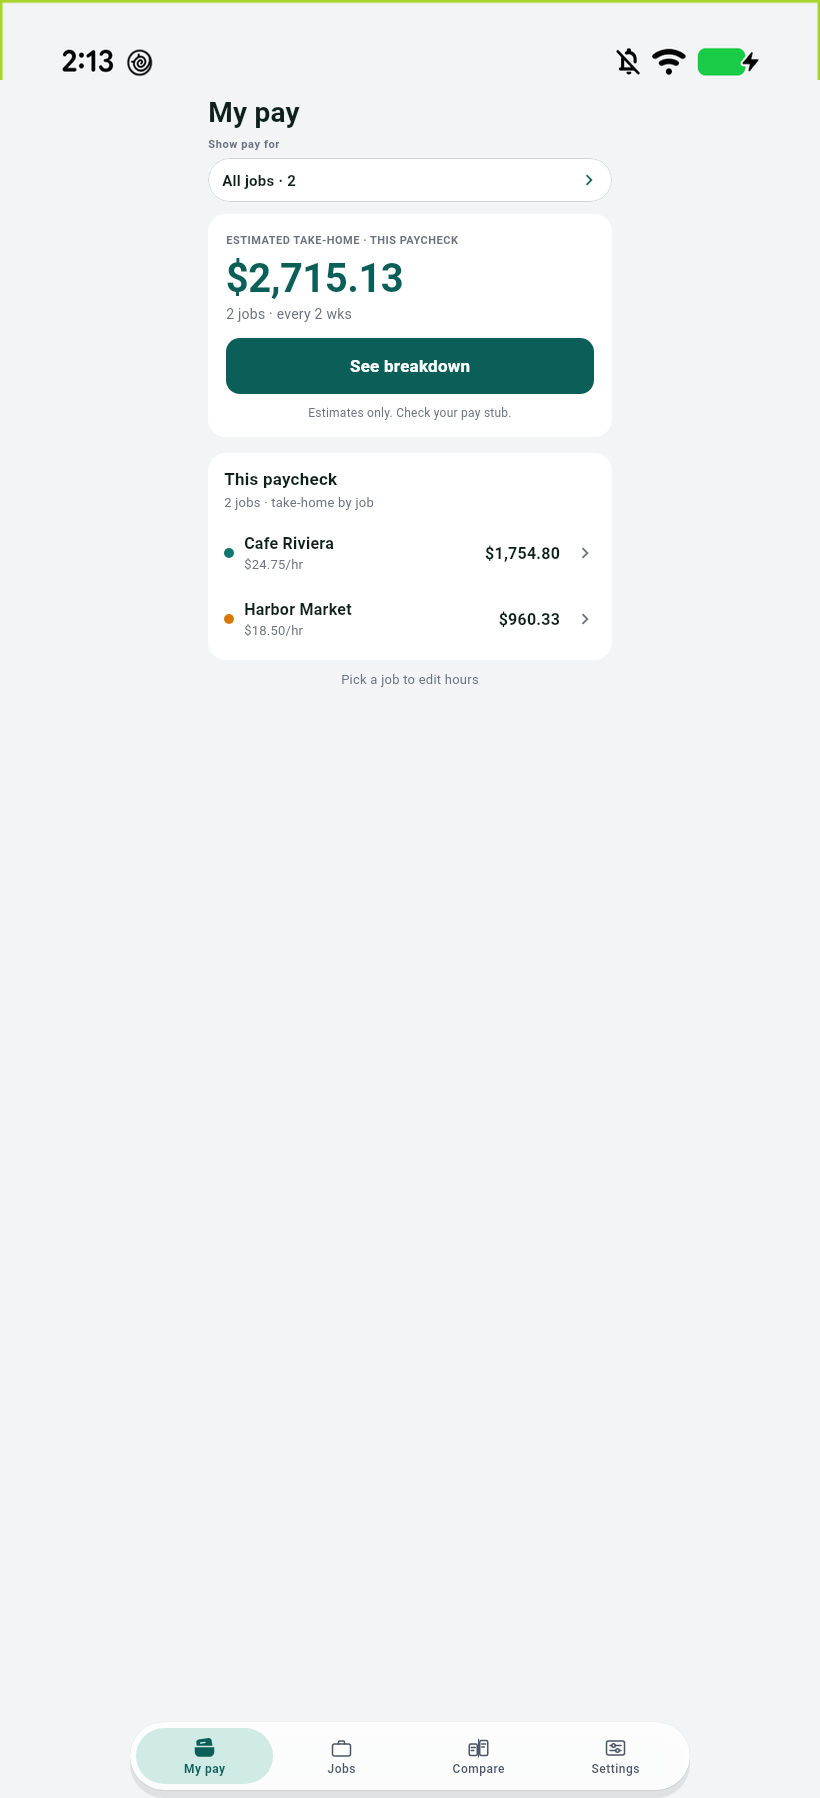 2:13
My pay
Show pay for
All jobs · 2
ESTIMATED TAKE-HOME · THIS PAYCHECK
$2,715.13
2 jobs · every 2 wks
See breakdown
Estimates only. Check your pay stub.
This paycheck
2 jobs · take-home by job
Cafe Riviera
$24.75/hr
$1,754.80
Harbor Market
$18.50/hr
$960.33
Pick a job to edit hours
My pay
Jobs
Compare
Settings